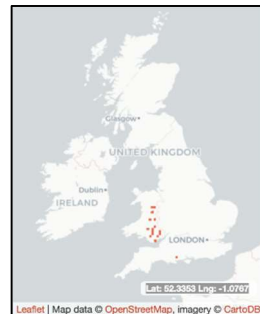 Glasgow
UNITED KINGDOM
Dublin
IRELAND
LONDON
Lat: 52.3353 Lng: -1.0767
Leaflet | Map data © OpenStreetMap, imagery © CartoDB